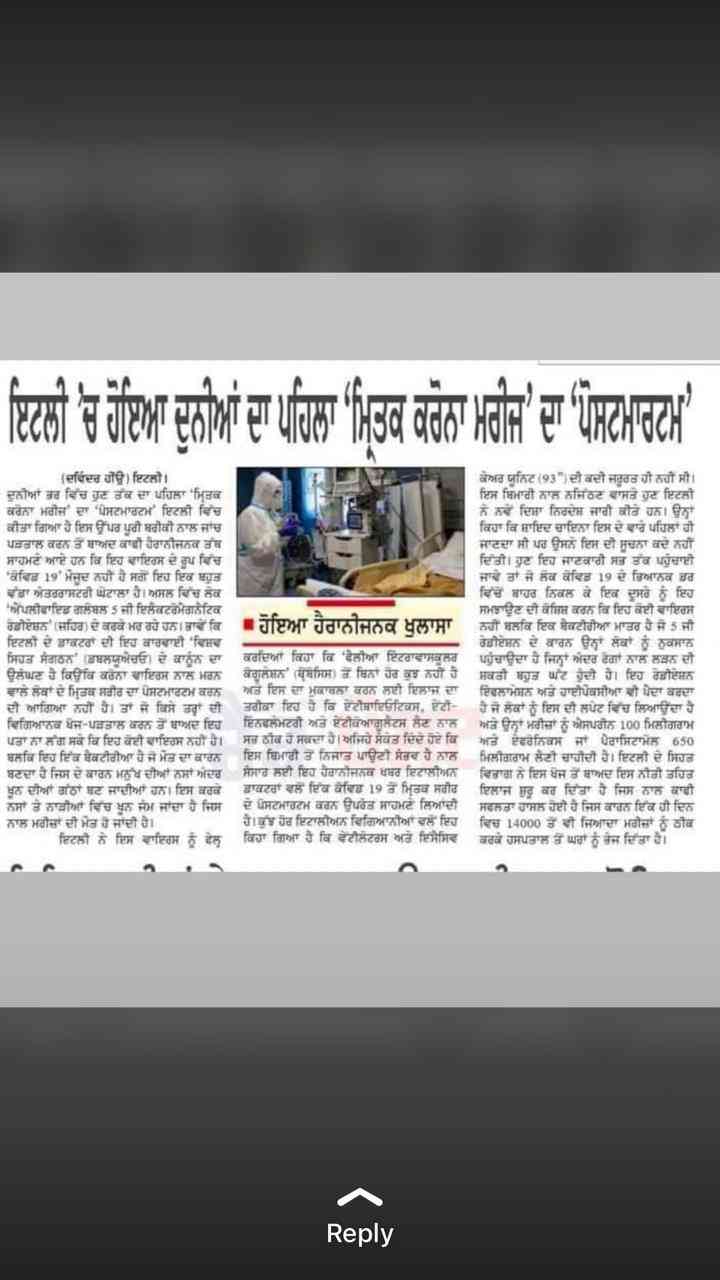 ਇਟਲੀ 'ਚ ਹੋਇਆ ਦੁਨੀਆਂ ਦਾ ਪਹਿਲਾ 'ਮ੍ਰਿਤਕ ਕਰੋਨਾ ਮਰੀਜ' ਦਾ 'ਪੋਸਟਮਾਰਟਮ'
(ਦਵਿੰਦਰ ਹੀਉਂ) ਇਟਲੀ।
ਦੁਨੀਆਂ ਭਰ ਵਿੱਚ ਹੁਣ ਤੱਕ ਦਾ ਪਹਿਲਾ 'ਮ੍ਰਿਤਕ
ਕਰੋਨਾ ਮਰੀਜ' ਦਾ 'ਪੋਸਟਮਾਰਟਮ' ਇਟਲੀ ਵਿੱਚ
ਕੀਤਾ ਗਿਆ ਹੈ ਇਸ ਉੱਪਰ ਪੂਰੀ ਬਰੀਕੀ ਨਾਲ ਜਾਂਚ
ਪੜਤਾਲ ਕਰਨ ਤੋਂ ਬਾਅਦ ਕਾਫੀ ਹੈਰਾਨੀਜਨਕ ਤੱਥ
ਸਾਹਮਣੇ ਆਏ ਹਨ ਕਿ ਇਹ ਵਾਇਰਸ ਦੇ ਰੂਪ ਵਿੱਚ
'ਕੋਵਿਡ 19' ਮੌਜੂਦ ਨਹੀਂ ਹੈ ਸਗੋਂ ਇਹ ਇਕ ਬਹੁਤ
ਵੱਡਾ ਅੰਤਰਰਾਸਟਰੀ ਘੋਟਾਲਾ ਹੈ। ਅਸਲ ਵਿੱਚ ਲੋਕ
'ਐਂਪਲੀਵਾਇਡ ਗਲੋਬਲ 5 ਜੀ ਇਲੈਕਟਰੋਮੈਗਨੈਟਿਕ
ਰੇਡੀਏਸ਼ਨ' (ਜਹਿਰ) ਦੇ ਕਰਕੇ ਮਰ ਰਹੇ ਹਨ। ਭਾਵੇਂ ਕਿ
ਇਟਲੀ ਦੇ ਡਾਕਟਰਾਂ ਦੀ ਇਹ ਕਾਰਵਾਈ 'ਵਿਸ਼ਵ
ਸਿਹਤ ਸੰਗਠਨ' (ਡਬਲਯੂਐਚਓ) ਦੇ ਕਾਨੂੰਨ ਦਾ
ਉਲੰਘਣ ਹੈ ਕਿਉਂਕਿ ਕਰੋਨਾ ਵਾਇਰਸ ਨਾਲ ਮਰਨ
ਵਾਲੇ ਲੋਕਾਂ ਦੇ ਮ੍ਰਿਤਕ ਸਰੀਰ ਦਾ ਪੋਸਟਮਾਰਟਮ ਕਰਨ
ਦੀ ਆਗਿਆ ਨਹੀਂ ਹੈ। ਤਾਂ ਜੋ ਕਿਸੇ ਤਰ੍ਹਾਂ ਦੀ
ਵਿਗਿਆਨਕ ਖੋਜ-ਪੜਤਾਲ ਕਰਨ ਤੋਂ ਬਾਅਦ ਇਹ
ਪਤਾ ਨਾ ਲੱਗ ਸਕੇ ਕਿ ਇਹ ਕੋਈ ਵਾਇਰਸ ਨਹੀਂ ਹੈ।
ਬਲਕਿ ਇਹ ਇੱਕ ਬੈਕਟੀਰੀਆ ਹੈ ਜੋ ਮੌਤ ਦਾ ਕਾਰਨ
ਬਣਦਾ ਹੈ ਜਿਸ ਦੇ ਕਾਰਨ ਮਨੁੱਖ ਦੀਆਂ ਨਸਾਂ ਅੰਦਰ
ਖੂਨ ਦੀਆਂ ਗੰਠਾਂ ਬਣ ਜਾਂਦੀਆਂ ਹਨ। ਇਸ ਕਰਕੇ
ਨਸਾਂ ਤੇ ਨਾੜੀਆਂ ਵਿੱਚ ਖੂਨ ਜੰਮ ਜਾਂਦਾ ਹੈ ਜਿਸ
ਨਾਲ ਮਰੀਜਾਂ ਦੀ ਮੌਤ ਹੋ ਜਾਂਦੀ ਹੈ।
ਇਟਲੀ ਨੇ ਇਸ ਵਾਇਰਸ ਨੂੰ ਫੇਲ੍ਹ
ਹੋਇਆ ਹੈਰਾਨੀਜਨਕ ਖੁਲਾਸਾ
ਕਰਦਿਆਂ ਕਿਹਾ ਕਿ 'ਫੈਲੀਆ ਇੰਟਰਾਵਾਸਕੂਲਰ
ਕੋਗੁਲੇਸ਼ਨ' (ਥ੍ਰੋਂਬੋਸਿਸ) ਤੋਂ ਬਿਨਾਂ ਹੋਰ ਕੁਝ ਨਹੀਂ ਹੈ
ਅਤੇ ਇਸ ਦਾ ਮੁਕਾਬਲਾ ਕਰਨ ਲਈ ਇਲਾਜ ਦਾ
ਤਰੀਕਾ ਇਹ ਹੈ ਕਿ ਏਟੀਬਾਇਓਟਿਕਸ, ਏਟੀ-
ਇਨਫਲੇਮਟਰੀ ਅਤੇ ਏਟੀਕੋਆਗੂਲੈਂਟਸ ਲੈਣ ਨਾਲ
ਸਭ ਠੀਕ ਹੋ ਸਕਦਾ ਹੈ। ਅਜਿਹੇ ਸੰਕੇਤ ਦਿੰਦੇ ਹੋਏ ਕਿ
ਇਸ ਬਿਮਾਰੀ ਤੋਂ ਨਿਜਾਤ ਪਾਉਣੀ ਸੰਭਵ ਹੈ ਨਾਲ
ਸੰਸਾਰ ਲਈ ਇਹ ਹੈਰਾਨੀਜਨਕ ਖਬਰ ਇਟਾਲੀਅਨ
ਡਾਕਟਰਾਂ ਵਲੋਂ ਇੱਕ ਕੋਵਿਡ 19 ਤੋਂ ਮ੍ਰਿਤਕ ਸਰੀਰ
ਦੇ ਪੋਸਟਮਾਰਟਮ ਕਰਨ ਉਪਰੰਤ ਸਾਹਮਣੇ ਲਿਆਂਦੀ
ਹੈ। ਕੁੱਝ ਹੋਰ ਇਟਾਲੀਅਨ ਵਿਗਿਆਨੀਆਂ ਵਲੋਂ ਇਹ
ਕਿਹਾ ਗਿਆ ਹੈ ਕਿ ਵੇਂਟੀਲੇਟਰਸ ਅਤੇ ਇੰਸੈਸਿਵ
ਕੇਅਰ ਯੂਨਿਟ (93") ਦੀ ਕਦੀ ਜਰੂਰਤ ਹੀ ਨਹੀਂ ਸੀ।
ਇਸ ਬਿਮਾਰੀ ਨਾਲ ਨਜਿੱਠਣ ਵਾਸਤੇ ਹੁਣ ਇਟਲੀ
ਨੇ ਨਵੇਂ ਦਿਸ਼ਾ ਨਿਰਦੇਸ਼ ਜਾਰੀ ਕੀਤੇ ਹਨ। ਉਨ੍ਹਾਂ
ਕਿਹਾ ਕਿ ਸ਼ਾਇਦ ਚਾਇਨਾ ਇਸ ਦੇ ਵਾਰੇ ਪਹਿਲਾਂ ਹੀ
ਜਾਣਦਾ ਸੀ ਪਰ ਉਸਨੇ ਇਸ ਦੀ ਸੂਚਨਾ ਕਦੇ ਨਹੀਂ
ਦਿੱਤੀ। ਹੁਣ ਇਹ ਜਾਣਕਾਰੀ ਸਭ ਤੱਕ ਪਹੁੰਚਾਈ
ਜਾਵੇ ਤਾਂ ਜੋ ਲੋਕ ਕੋਵਿਡ 19 ਦੇ ਭਿਆਨਕ ਡਰ
ਵਿੱਚੋਂ ਬਾਹਰ ਨਿਕਲ ਕੇ ਇਕ ਦੂਸਰੇ ਨੂੰ ਇਹ
ਸਮਝਾਉਣ ਦੀ ਕੋਸ਼ਿਸ਼ ਕਰਨ ਕਿ ਇਹ ਕੋਈ ਵਾਇਰਸ
ਨਹੀਂ ਬਲਕਿ ਇਕ ਬੈਕਟੀਰੀਆ ਮਾਤਰ ਹੈ ਜੋ 5 ਜੀ
ਰੇਡੀਏਸ਼ਨ ਦੇ ਕਾਰਨ ਉਨ੍ਹਾਂ ਲੋਕਾਂ ਨੂੰ ਨੁਕਸਾਨ
ਪਹੁੰਚਾਉਂਦਾ ਹੈ ਜਿਨ੍ਹਾਂ ਅੰਦਰ ਰੋਗਾਂ ਨਾਲ ਲੜਨ ਦੀ
ਸ਼ਕਤੀ ਬਹੁਤ ਘੱਟ ਹੁੰਦੀ ਹੈ। ਇਹ ਰੇਡੀਏਸ਼ਨ
ਇੰਫਲਾਮੇਸ਼ਨ ਅਤੇ ਹਾਈਪੋਕਸੀਆ ਵੀ ਪੈਦਾ ਕਰਦਾ
ਹੈ ਜੋ ਲੋਕਾਂ ਨੂੰ ਇਸ ਦੀ ਲਪੇਟ ਵਿੱਚ ਲਿਆਉਂਦਾ ਹੈ
ਅਤੇ ਉਨਾਂ ਮਰੀਜਾਂ ਨੂੰ ਐਸਪਰੀਨ 100 ਮਿਲੀਗਰਾਮ
ਅਤੇ ਏਂਪਰੋਨਿਕਸ ਜਾਂ ਪੈਰਾਸਿਟਾਮੋਲ 650
ਮਿਲੀਗਰਾਮ ਲੈਣੀ ਚਾਹੀਦੀ ਹੈ। ਇਟਲੀ ਦੇ ਸਿਹਤ
ਵਿਭਾਗ ਨੇ ਇਸ ਖੋਜ ਤੋਂ ਬਾਅਦ ਇਸ ਨੀਤੀ ਤਹਿਤ
ਇਲਾਜ ਸ਼ੁਰੂ ਕਰ ਦਿੱਤਾ ਹੈ ਜਿਸ ਨਾਲ ਕਾਫੀ
ਸਫਲਤਾ ਹਾਸਲ ਹੋਈ ਹੈ ਜਿਸ ਕਾਰਨ ਇੱਕ ਹੀ ਦਿਨ
ਵਿਚ 14000 ਤੋਂ ਵੀ ਜਿਆਦਾ ਮਰੀਜਾਂ ਨੂੰ ਠੀਕ
ਕਰਕੇ ਹਸਪਤਾਲ ਤੋਂ ਘਰਾਂ ਨੂੰ ਭੇਜ ਦਿੱਤਾ ਹੈ।
Reply